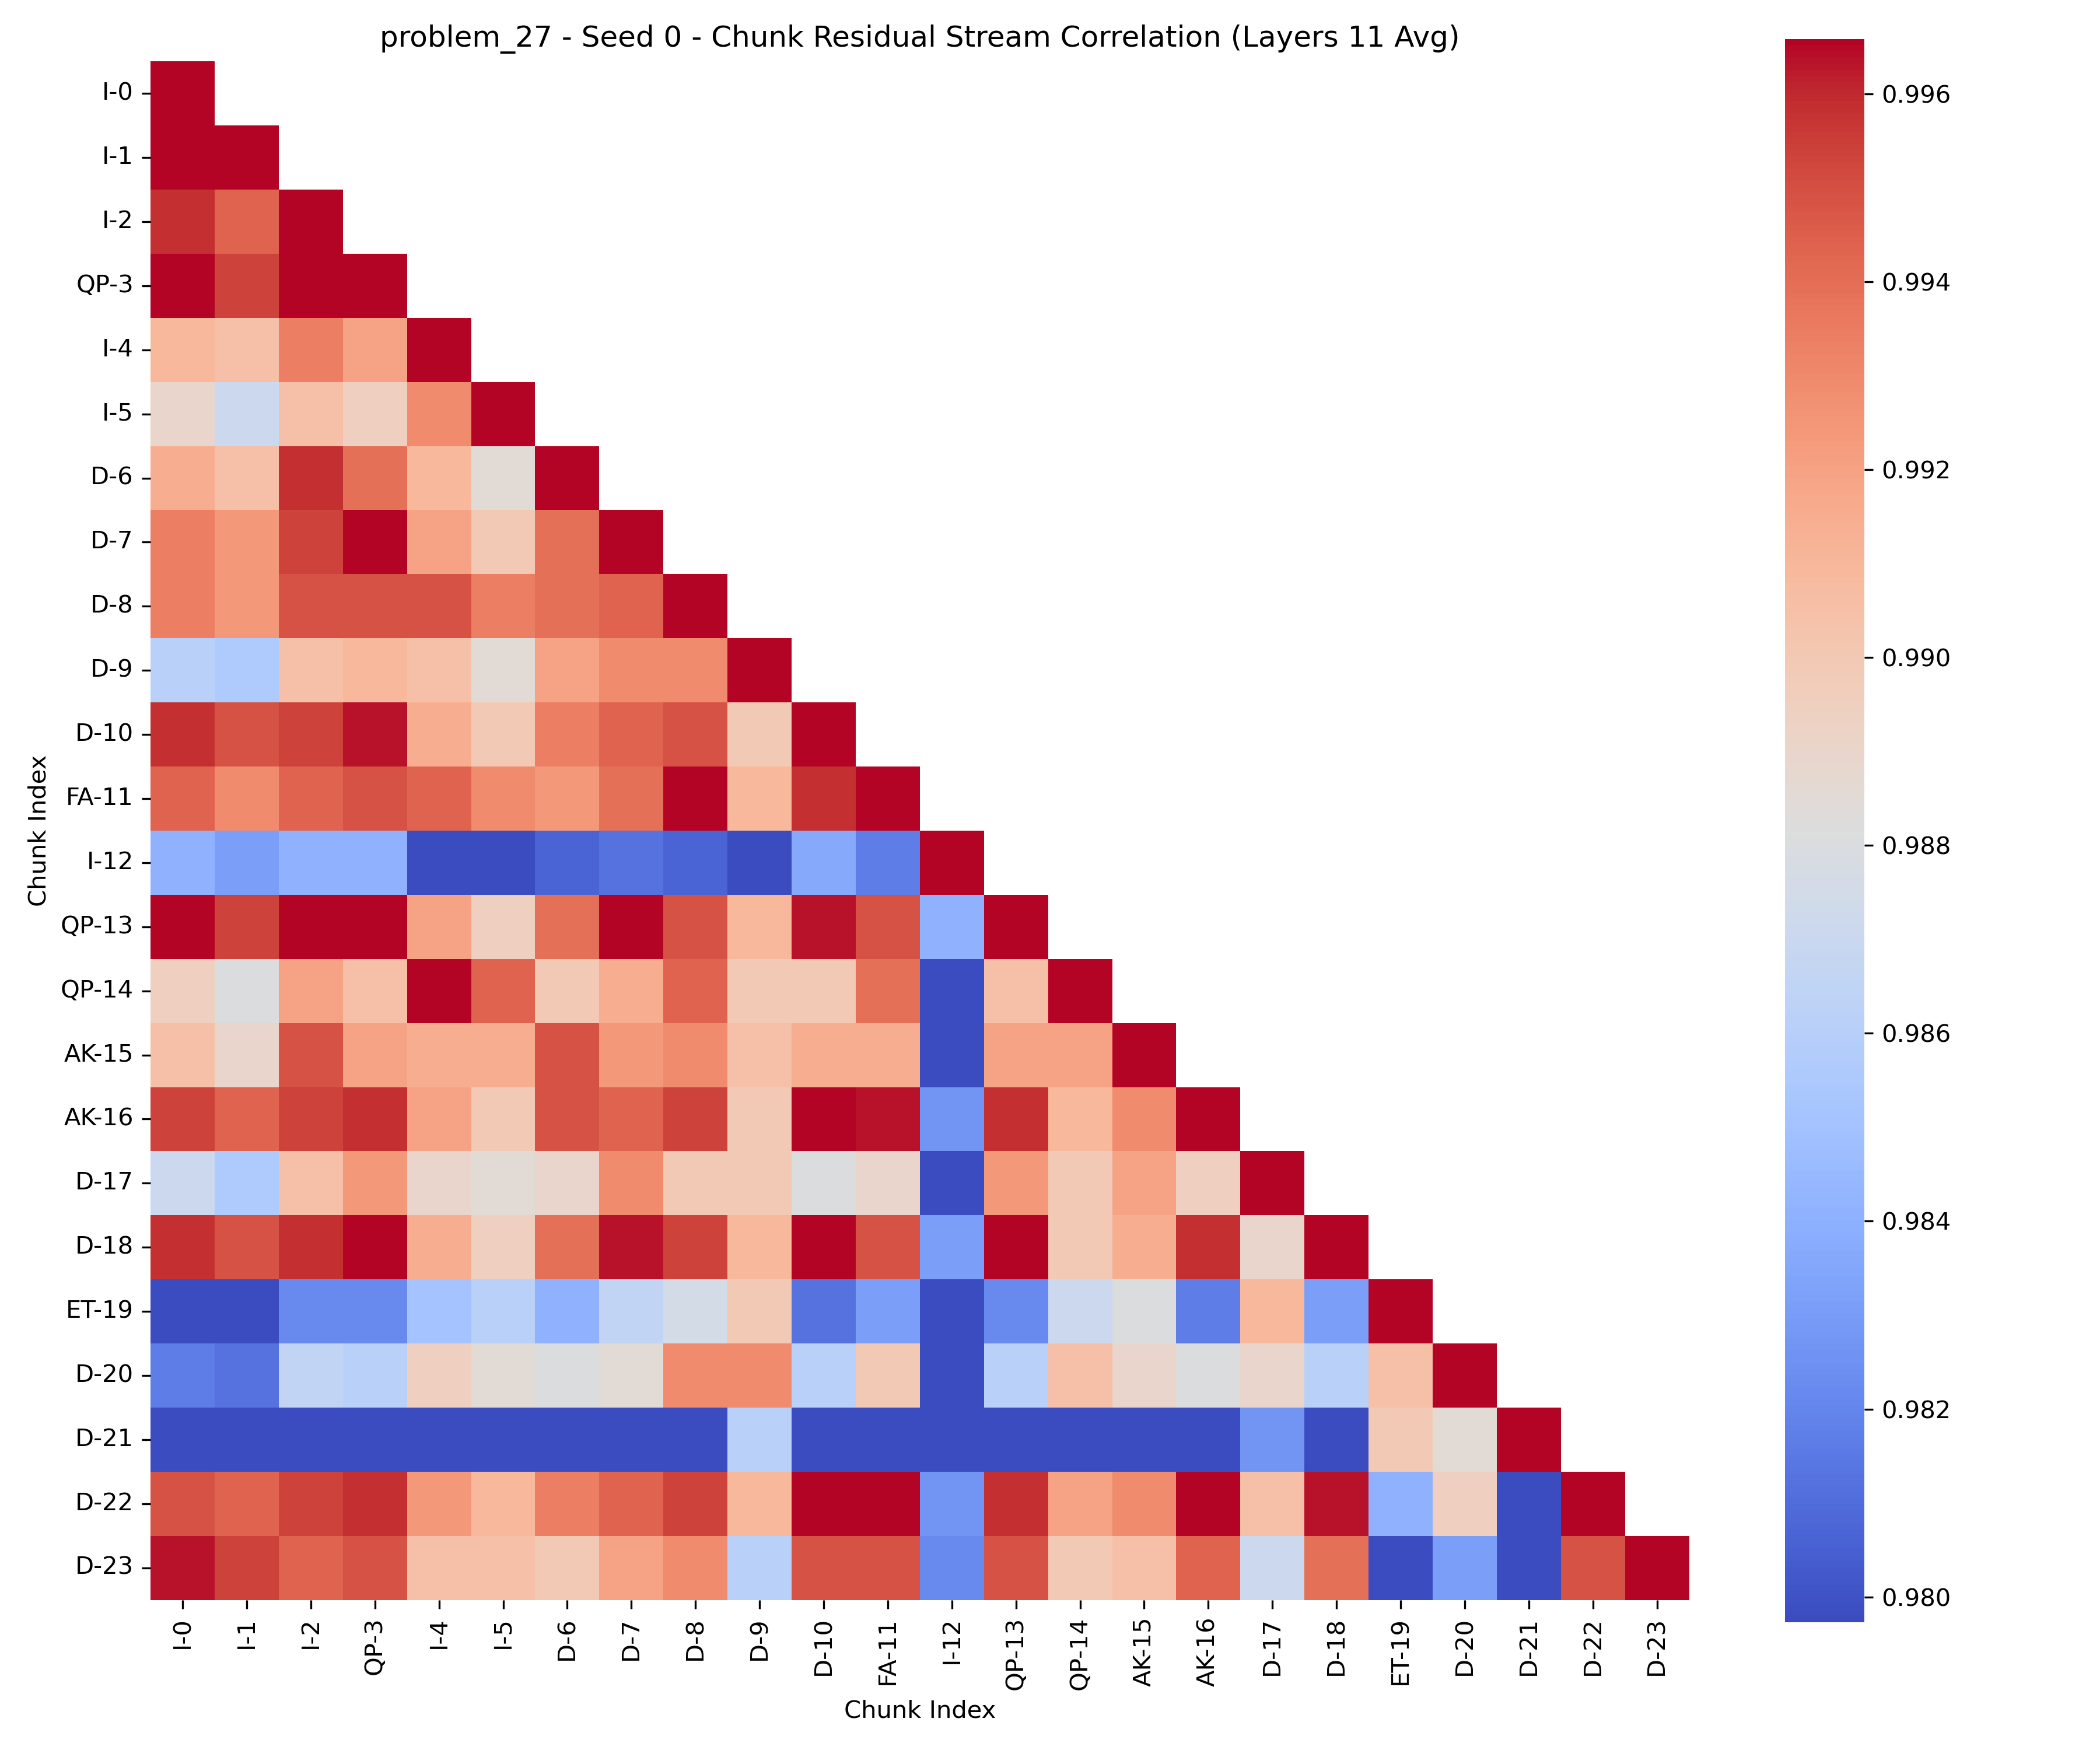 problem_27 - Seed 0 - Chunk Residual Stream Correlation (Layers 11 Avg)
Chunk Index
I-0
I-1
I-2
QP-3
I-4
I-5
D-6
D-7
D-8
D-9
D-10
FA-11
I-12
QP-13
QP-14
AK-15
AK-16
D-17
D-18
ET-19
D-20
D-21
D-22
D-23
I-0 I-1 I-2 QP-3 I-4 I-5 D-6 D-7 D-8 D-9 D-10 FA-11 I-12 QP-13 QP-14 AK-15 AK-16 D-17 D-18 ET-19 D-20 D-21 D-22 D-23
Chunk Index
0.996
0.994
0.992
0.990
0.988
0.986
0.984
0.982
0.980